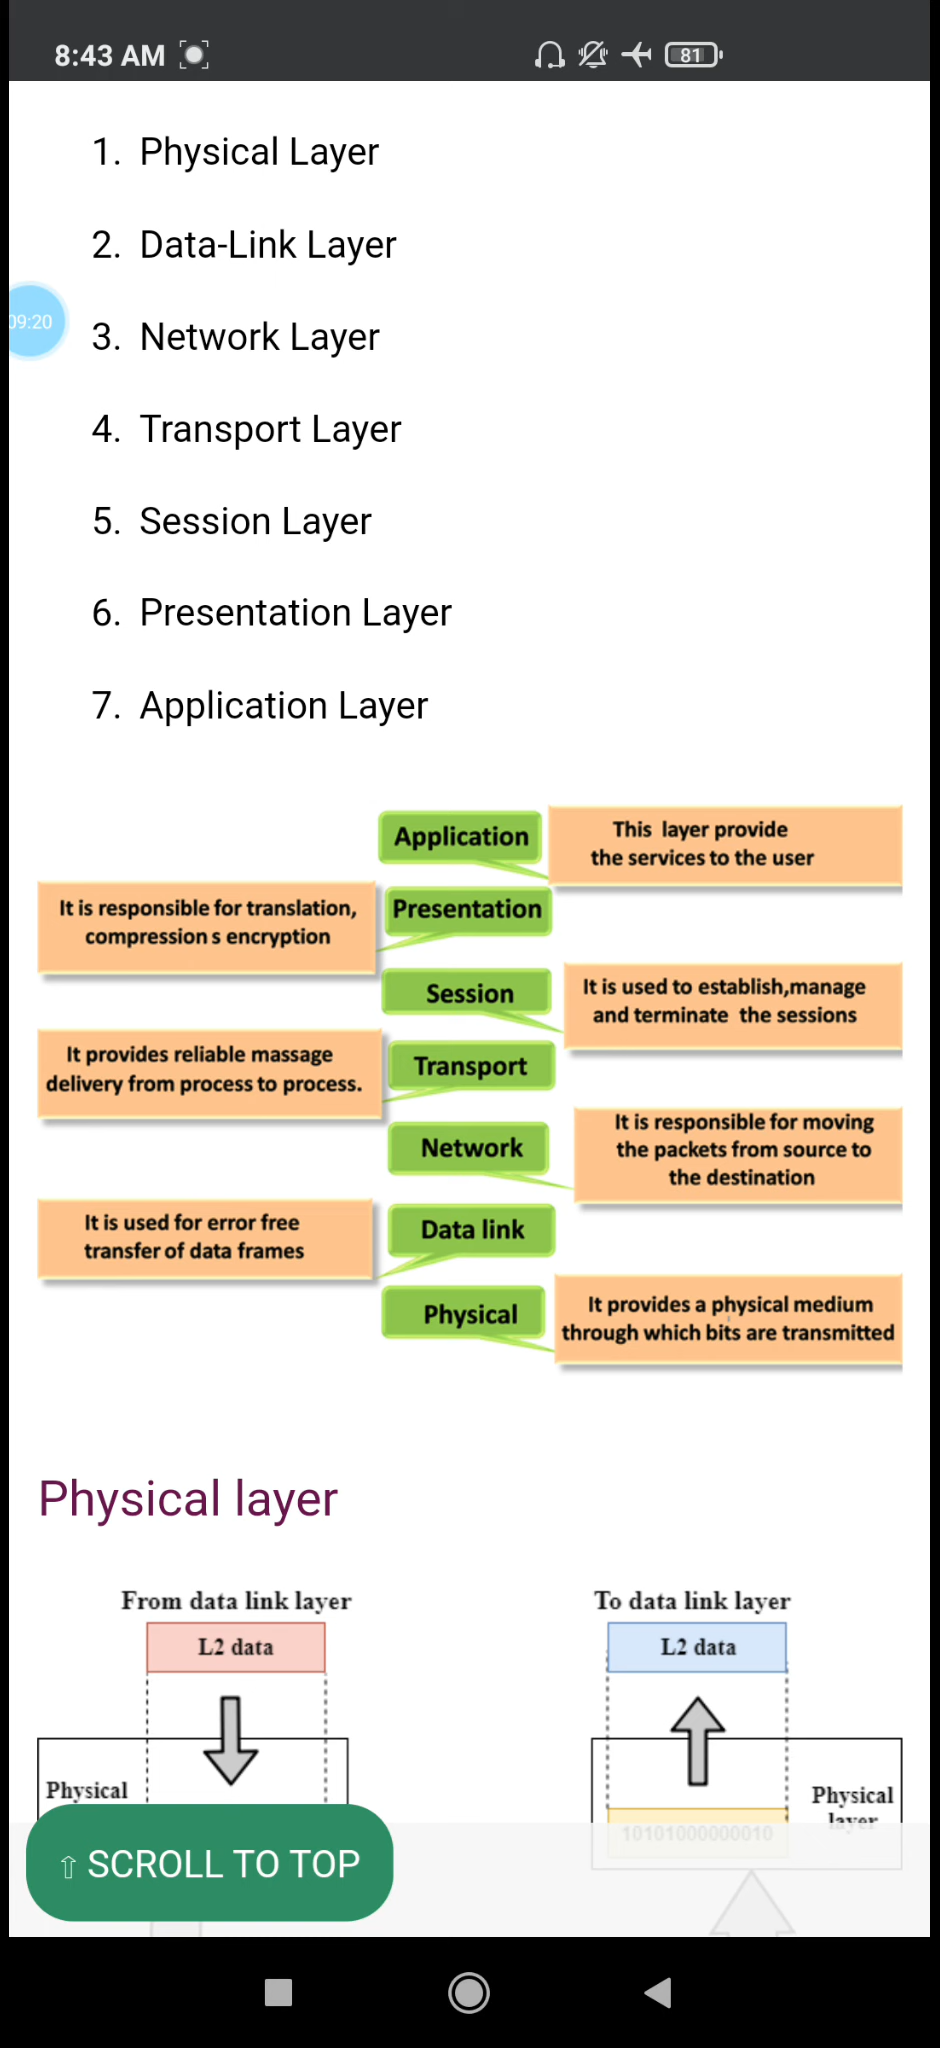 8:43 AM
81
1. Physical Layer
2. Data-Link Layer
09:20
3. Network Layer
4. Transport Layer
5. Session Layer
6. Presentation Layer
7. Application Layer
Application
This layer provide
the services to the user
It is responsible for translation,
compression s encryption
Presentation
Session
It is used to establish,manage
and terminate the sessions
It provides reliable massage
delivery from process to process.
Transport
Network
It is responsible for moving
the packets from source to
the destination
It is used for error free
transfer of data frames
Data link
Physical
It provides a physical medium
through which bits are transmitted
Physical layer
From data link layer
To data link layer
L2 data
L2 data
Physical
Physical
layer
10101000000010
⇧ SCROLL TO TOP